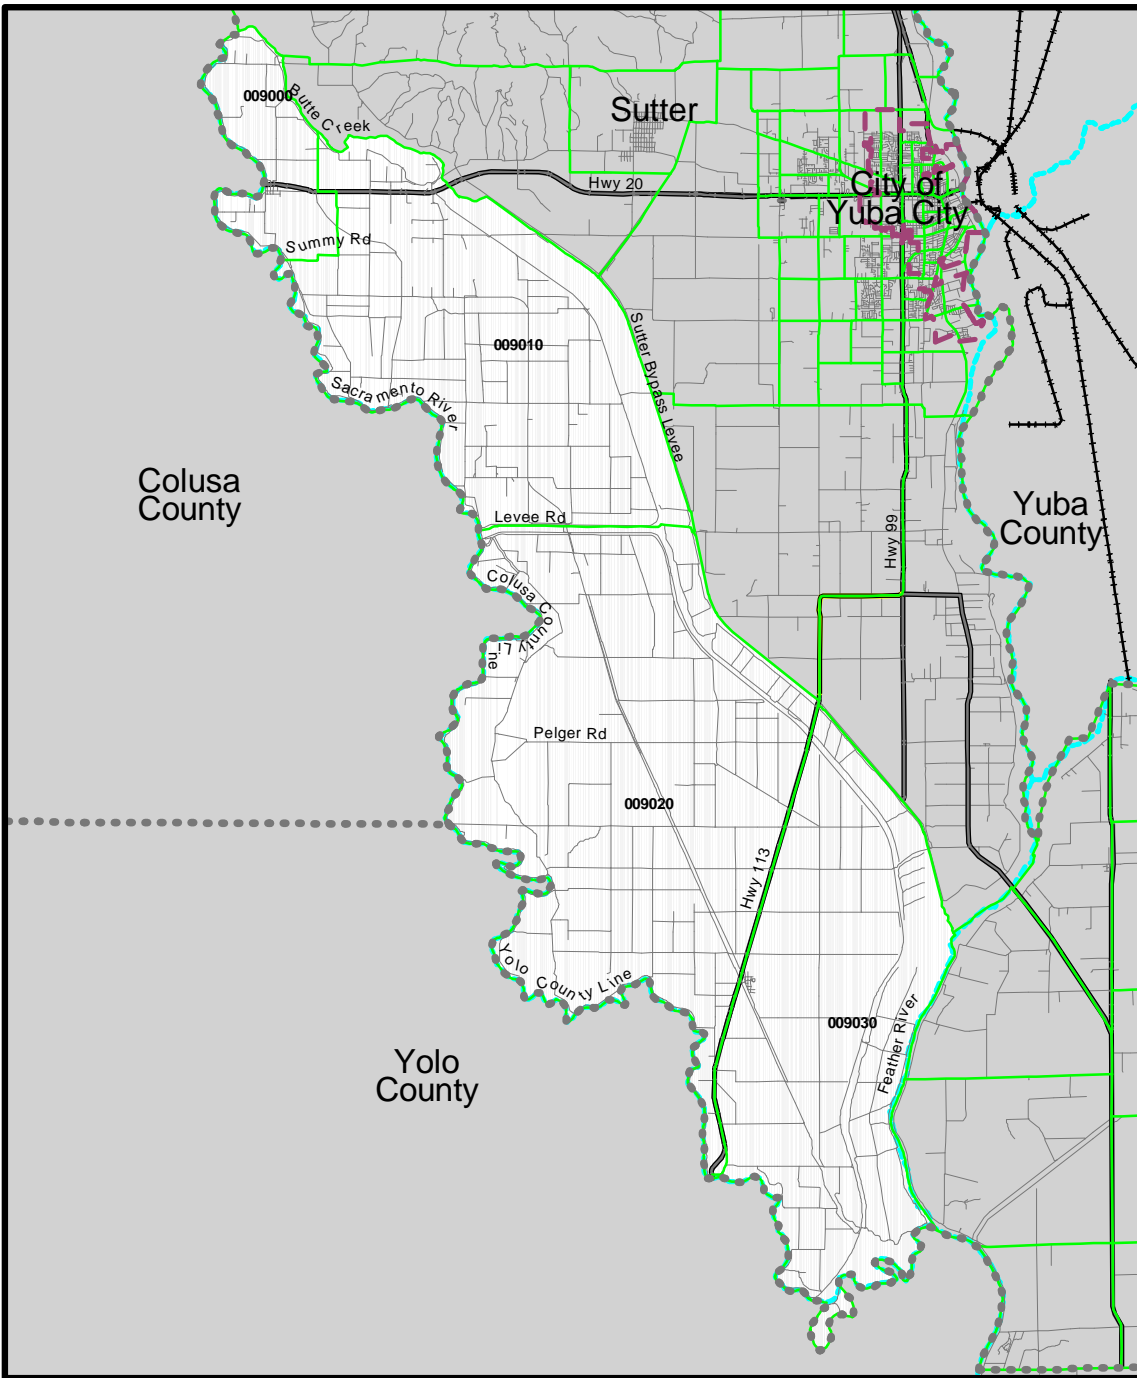 009000
Butte Creek
Sutter
Hwy 20
City of
Yuba City
Summy Rd
009010
Sutter Bypass Levee
Sacramento River
Colusa
County
Levee Rd
Yuba
County
Hwy 99
Colusa County Line
Pelger Rd
009020
Hwy 113
Yolo County Line
009030
Feather River
Yolo
County